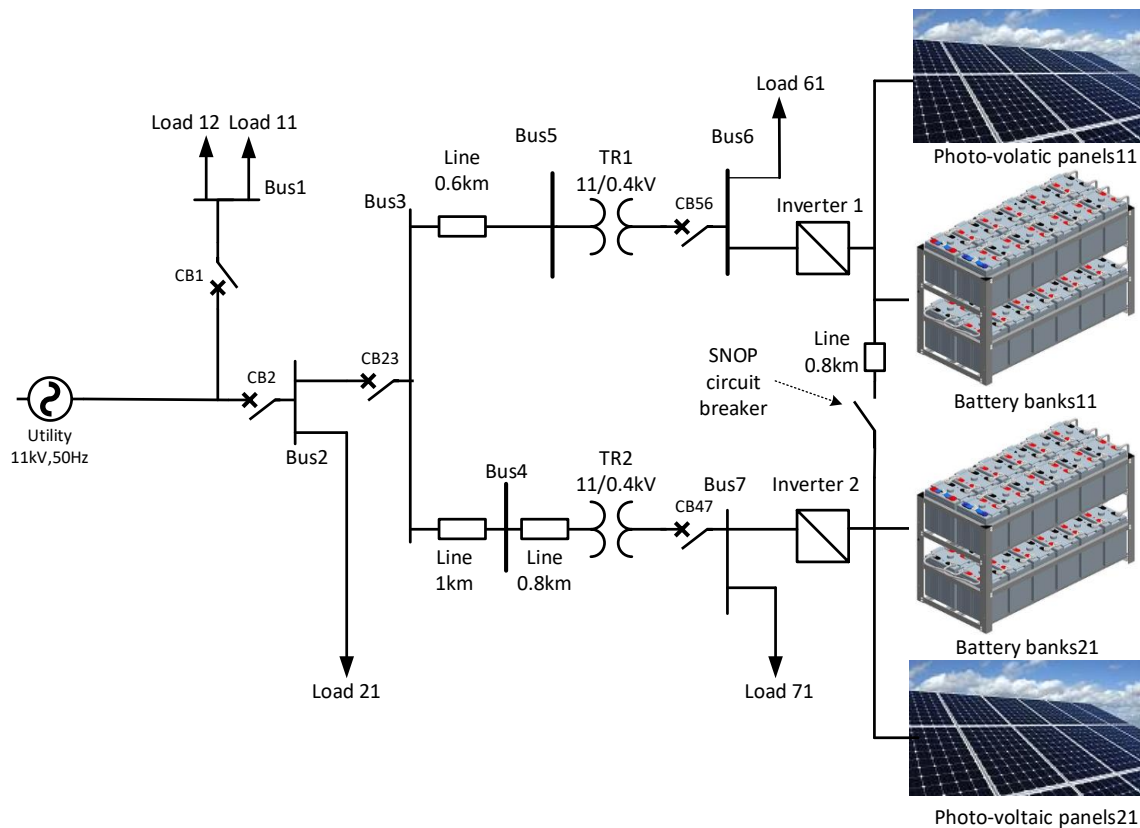 Load 12
Load 11
Bus1
CB1
Utility
11kV,50Hz
CB2
Bus2
Load 21
CB23
Bus3
Line
0.6km
Bus5
TR1
11/0.4kV
CB56
Bus6
Load 61
Inverter 1
Photo-volatic panels11
Line
0.8km
SNOP
circuit
breaker
Battery banks11
Line
1km
Bus4
Line
0.8km
TR2
11/0.4kV
CB47
Bus7
Load 71
Inverter 2
Battery banks21
Photo-voltaic panels21